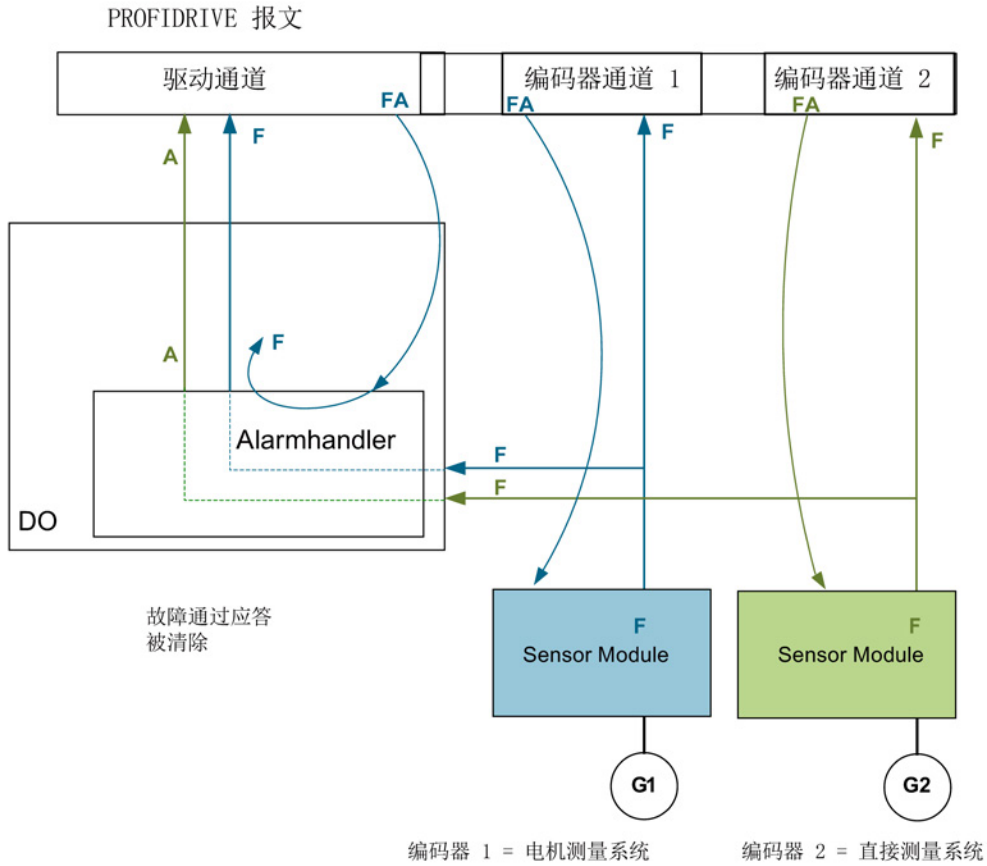 PROFIDRIVE 报文
驱动通道
编码器通道 1
编码器通道 2
FA
FA
FA
A
F
F
F
A
F
Alarmhandler
F
F
DO
故障通过应答
被清除
F
Sensor Module
F
Sensor Module
G1
G2
编码器 1 = 电机测量系统
编码器 2 = 直接测量系统